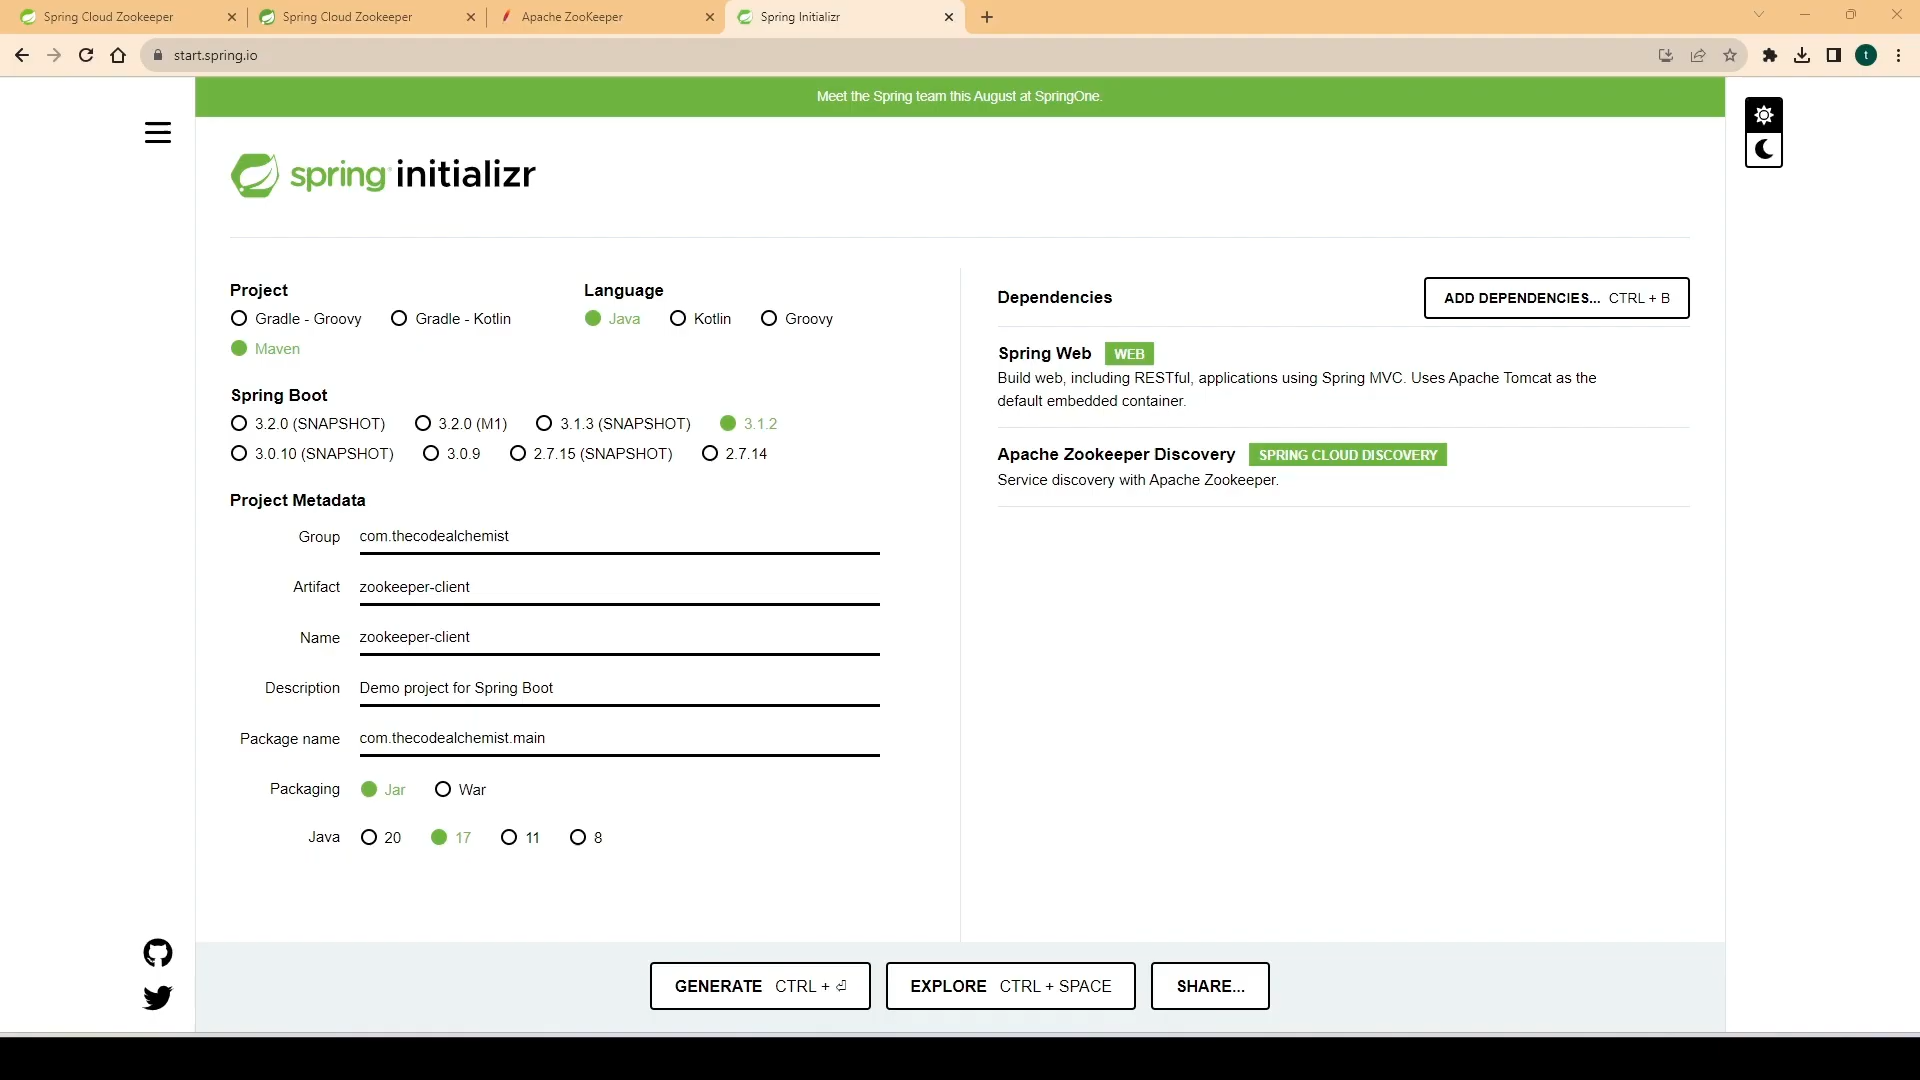 Spring Cloud Zookeeper
Spring Cloud Zookeeper
Apache ZooKeeper
Spring Initializr
start.spring.io
t
Meet the Spring team this August at SpringOne.
spring initializr
Project
Gradle - Groovy
Gradle - Kotlin
Maven
Language
Java
Kotlin
Groovy
Spring Boot
3.2.0 (SNAPSHOT)
3.2.0 (M1)
3.1.3 (SNAPSHOT)
3.1.2
3.0.10 (SNAPSHOT)
3.0.9
2.7.15 (SNAPSHOT)
2.7.14
Project Metadata
Group com.thecodealchemist
Artifact zookeeper-client
Name zookeeper-client
Description Demo project for Spring Boot
Package name com.thecodealchemist.main
Packaging Jar War
Java 20 17 11 8
Dependencies
ADD DEPENDENCIES... CTRL + B
Spring Web WEB
Build web, including RESTful, applications using Spring MVC. Uses Apache Tomcat as the
default embedded container.
Apache Zookeeper Discovery SPRING CLOUD DISCOVERY
Service discovery with Apache Zookeeper.
GENERATE CTRL + ⏎
EXPLORE CTRL + SPACE
SHARE...